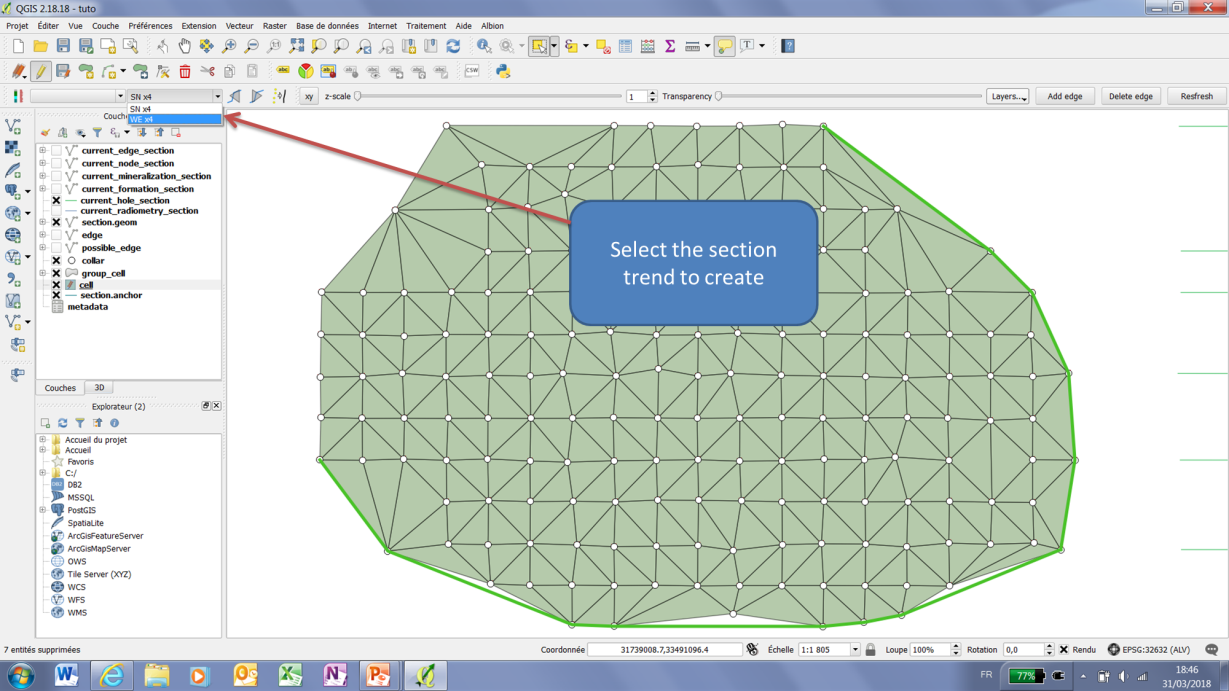 QGIS 2.18.18 - tuto
Projet Éditer Vue Couche Préférences Extension Vecteur Raster Base de données Internet Traitement Aide Albion
SN x4
xy z-scale 1 Transparency Layers... Add edge Delete edge Resfresh
SN x4
WE x4
Couch
current_edge_section
current_node_section
current_mineralization_section
current_formation_section
current_hole_section
current_radiometry_section
section.geom
edge
possible_edge
collar
group_cell
cell
section.anchor
metadata
Select the section
trend to create
Couches 3D
Explorateur (2)
Accueil du projet
Accueil
Favoris
C:/
DB2
MSSQL
PostGIS
SpatiaLite
ArcGisFeatureServer
ArcGisMapServer
OWS
Tile Server (XYZ)
WCS
WFS
WMS
7 entités supprimées
Coordonnée 31739008.7,33491096.4 Échelle 1:1 805 Loupe 100% Rotation 0,0 Rendu EPSG:32632 (ALV)
FR 77% 18:46
31/03/2018